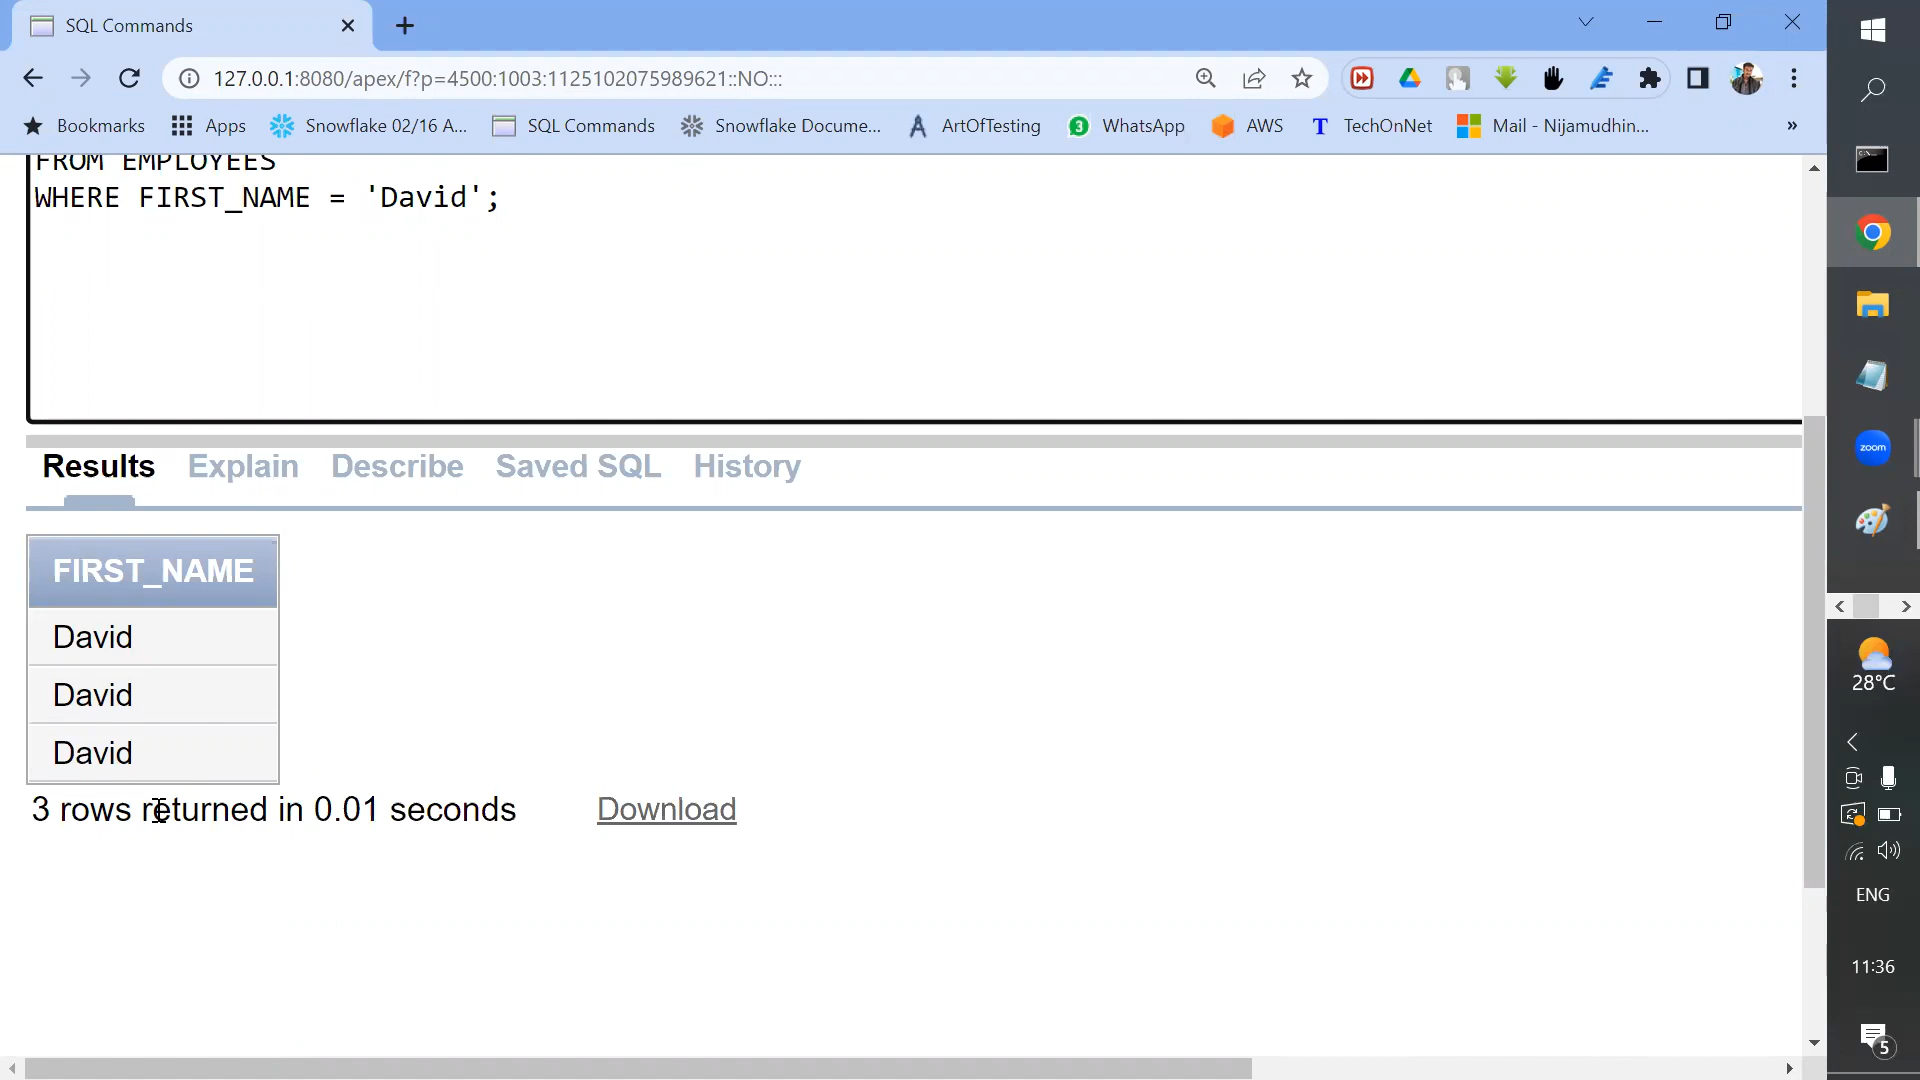 SQL Commands
127.0.0.1:8080/apex/f?p=4500:1003:1125102075989621::NO:::
Bookmarks Apps Snowflake 02/16 A... SQL Commands Snowflake Docume... ArtOfTesting 3 WhatsApp AWS T TechOnNet Mail - Nijamudhin... »
FROM EMPLOYEES
WHERE FIRST_NAME = 'David';
Results Explain Describe Saved SQL History
FIRST_NAME
David
David
David
3 rows returned in 0.01 seconds Download
zoom
28°C
ENG
11:36
5